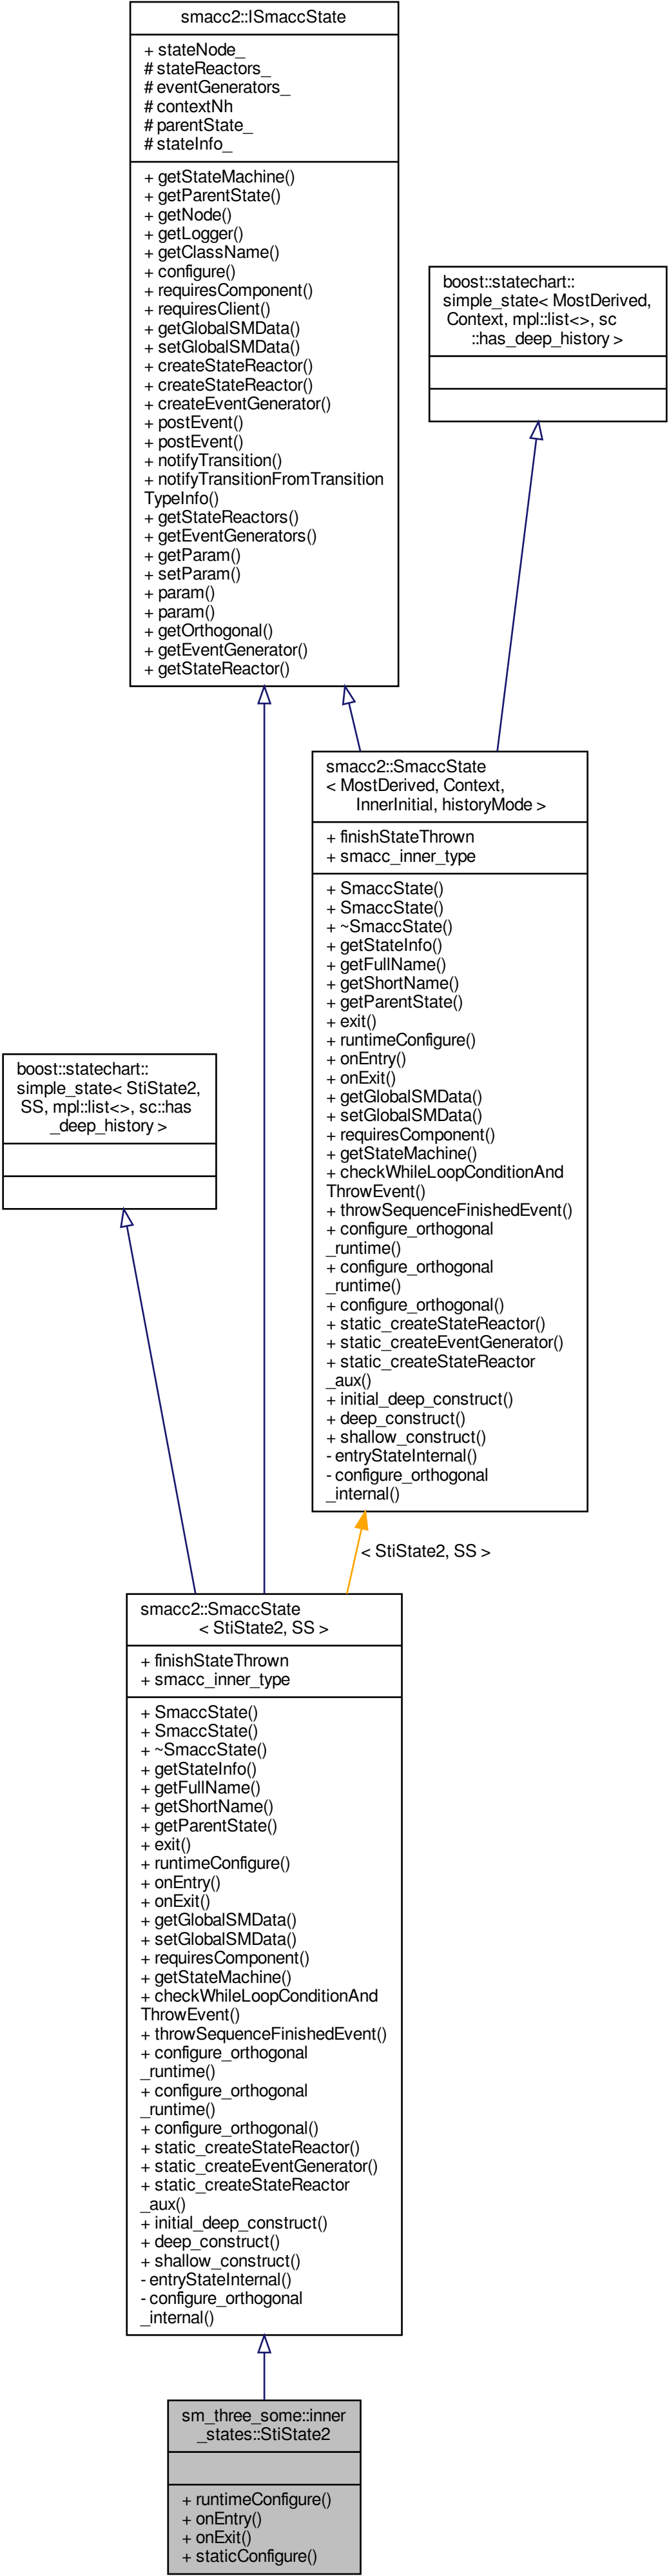 smacc2::ISmaccState
+ stateNode_
# stateReactors_
# eventGenerators_
# contextNh
# parentState_
# stateInfo_
+ getStateMachine()
+ getParentState()
+ getNode()
+ getLogger()
+ getClassName()
+ configure()
+ requiresComponent()
+ requiresClient()
+ getGlobalSMData()
+ setGlobalSMData()
+ createStateReactor()
+ createStateReactor()
+ createEventGenerator()
+ postEvent()
+ postEvent()
+ notifyTransition()
+ notifyTransitionFromTransition
TypeInfo()
+ getStateReactors()
+ getEventGenerators()
+ getParam()
+ setParam()
+ param()
+ param()
+ getOrthogonal()
+ getEventGenerator()
+ getStateReactor()
boost::statechart::
simple_state< MostDerived,
Context, mpl::list<>, sc
::has_deep_history >
smacc2::SmaccState
< MostDerived, Context,
InnerInitial, historyMode >
+ finishStateThrown
+ smacc_inner_type
+ SmaccState()
+ SmaccState()
+ ~SmaccState()
+ getStateInfo()
+ getFullName()
+ getShortName()
+ getParentState()
+ exit()
+ runtimeConfigure()
+ onEntry()
+ onExit()
+ getGlobalSMData()
+ setGlobalSMData()
+ requiresComponent()
+ getStateMachine()
+ checkWhileLoopConditionAnd
ThrowEvent()
+ throwSequenceFinishedEvent()
+ configure_orthogonal
_runtime()
+ configure_orthogonal
_runtime()
+ configure_orthogonal()
+ static_createStateReactor()
+ static_createEventGenerator()
+ static_createStateReactor
_aux()
+ initial_deep_construct()
+ deep_construct()
+ shallow_construct()
- entryStateInternal()
- configure_orthogonal
_internal()
boost::statechart::
simple_state< StiState2,
SS, mpl::list<>, sc::has
_deep_history >
< StiState2, SS >
smacc2::SmaccState
< StiState2, SS >
+ finishStateThrown
+ smacc_inner_type
+ SmaccState()
+ SmaccState()
+ ~SmaccState()
+ getStateInfo()
+ getFullName()
+ getShortName()
+ getParentState()
+ exit()
+ runtimeConfigure()
+ onEntry()
+ onExit()
+ getGlobalSMData()
+ setGlobalSMData()
+ requiresComponent()
+ getStateMachine()
+ checkWhileLoopConditionAnd
ThrowEvent()
+ throwSequenceFinishedEvent()
+ configure_orthogonal
_runtime()
+ configure_orthogonal
_runtime()
+ configure_orthogonal()
+ static_createStateReactor()
+ static_createEventGenerator()
+ static_createStateReactor
_aux()
+ initial_deep_construct()
+ deep_construct()
+ shallow_construct()
- entryStateInternal()
- configure_orthogonal
_internal()
sm_three_some::inner
_states::StiState2
+ runtimeConfigure()
+ onEntry()
+ onExit()
+ staticConfigure()